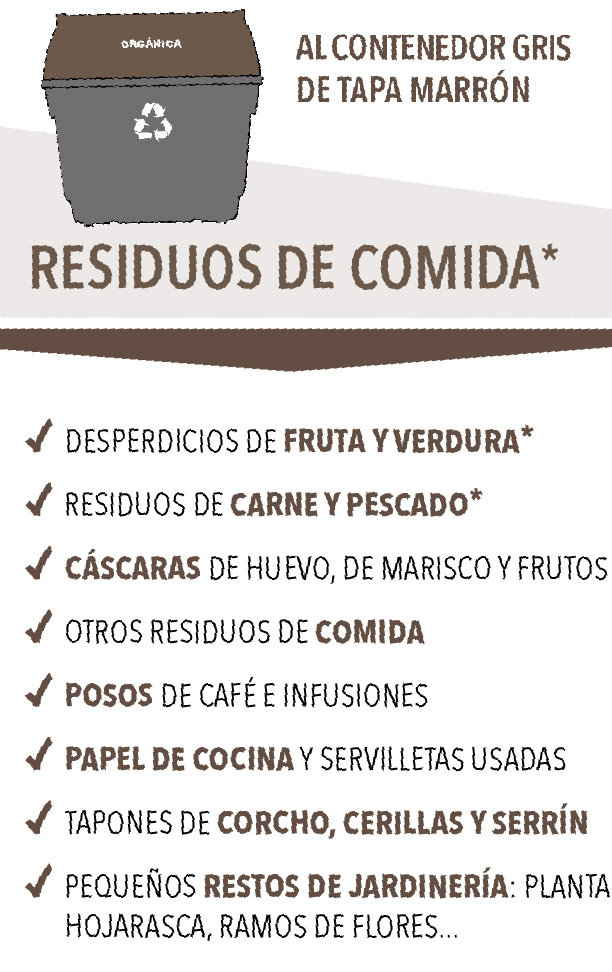 ORGÁNICA
AL CONTENEDOR GRIS
DE TAPA MARRÓN
RESIDUOS DE COMIDA*
DESPERDICIOS DE FRUTA Y VERDURA*
RESIDUOS DE CARNE Y PESCADO*
CÁSCARAS DE HUEVO, DE MARISCO Y FRUTOS
OTROS RESIDUOS DE COMIDA
POSOS DE CAFÉ E INFUSIONES
PAPEL DE COCINA Y SERVILLETAS USADAS
TAPONES DE CORCHO, CERILLAS Y SERRÍN
PEQUEÑOS RESTOS DE JARDINERÍA: PLANTA
HOJARASCA, RAMOS DE FLORES...